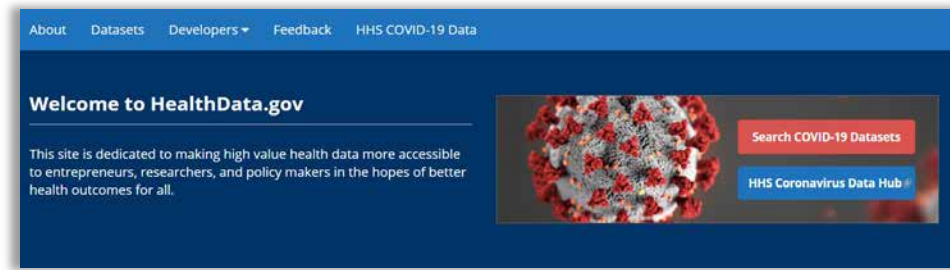 About Datasets Developers Feedback HHS COVID-19 Data
Welcome to HealthData.gov
This site is dedicated to making high value health data more accessible
to entrepreneurs, researchers, and policy makers in the hopes of better
health outcomes for all.
Search COVID-19 Datasets
HHS Coronavirus Data Hub